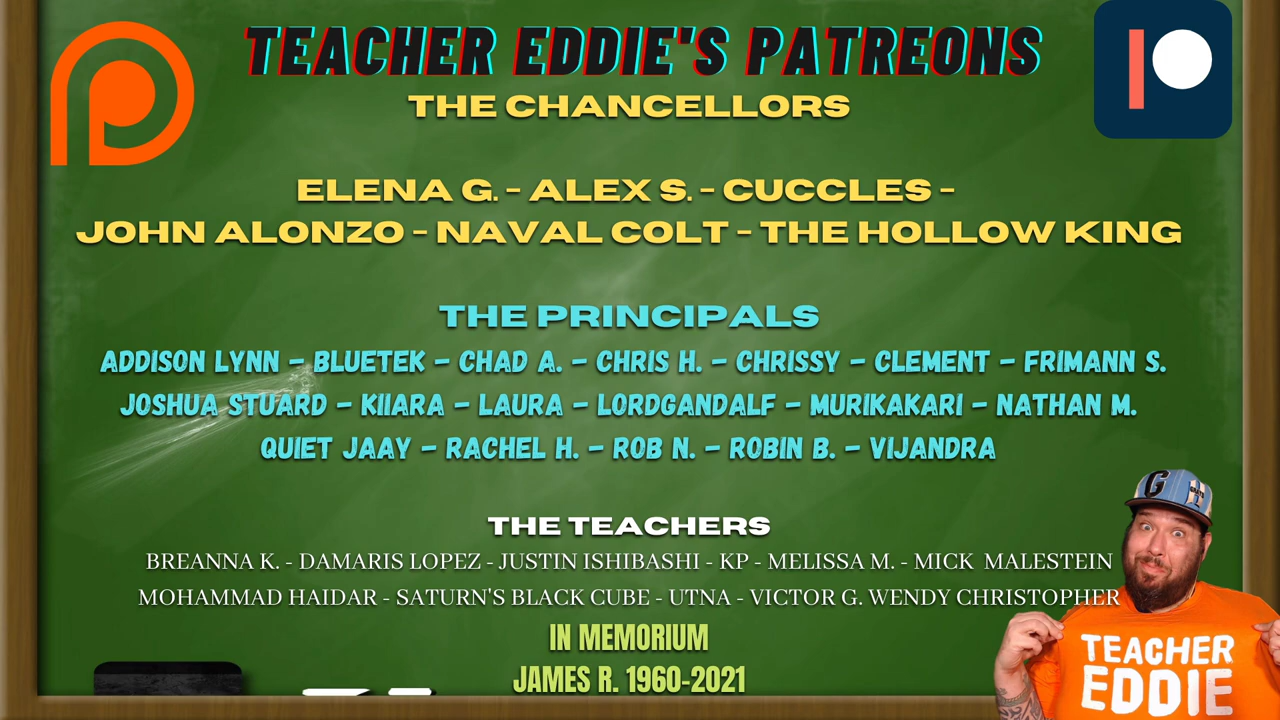 TEACHER EDDIE'S PATREONS
THE CHANCELLORS
ELENA G. - ALEX S. - CUCCLES -
JOHN ALONZO - NAVAL COLT - THE HOLLOW KING
THE PRINCIPALS
ADDISON LYNN - BLUETEK - CHAD A. - CHRIS H. - CHRISSY - CLEMENT - FRIMANN S.
JOSHUA STUARD - KIIARA - LAURA - LORDGANDALF - MURIKAKARI - NATHAN M.
QUIET JAAY - RACHEL H. - ROB N. - ROBIN B. - VIJANDRA
THE TEACHERS
BREANNA K. - DAMARIS LOPEZ - JUSTIN ISHIBASHI - KP - MELISSA M. - MICK MALESTEIN
MOHAMMAD HAIDAR - SATURN'S BLACK CUBE - UTNA - VICTOR G. WENDY CHRISTOPHER
IN MEMORIUM
JAMES R. 1960-2021
TEACHER
EDDIE